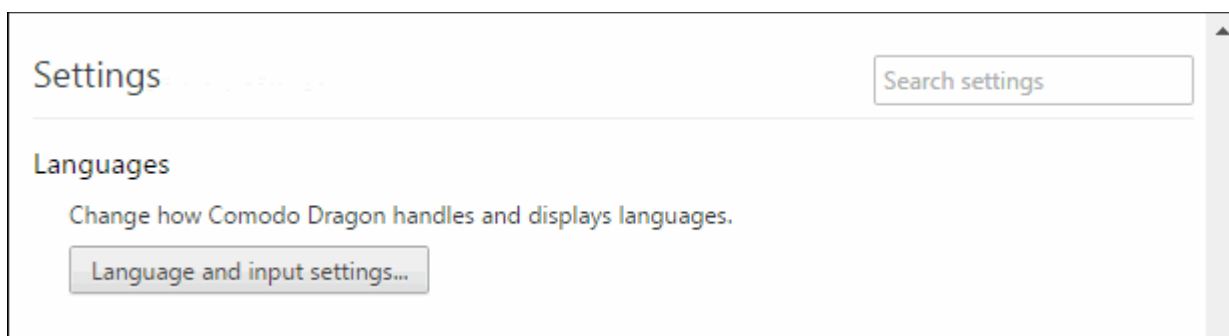 Settings
Search settings
Languages
Change how Comodo Dragon handles and displays languages.
Language and input settings...